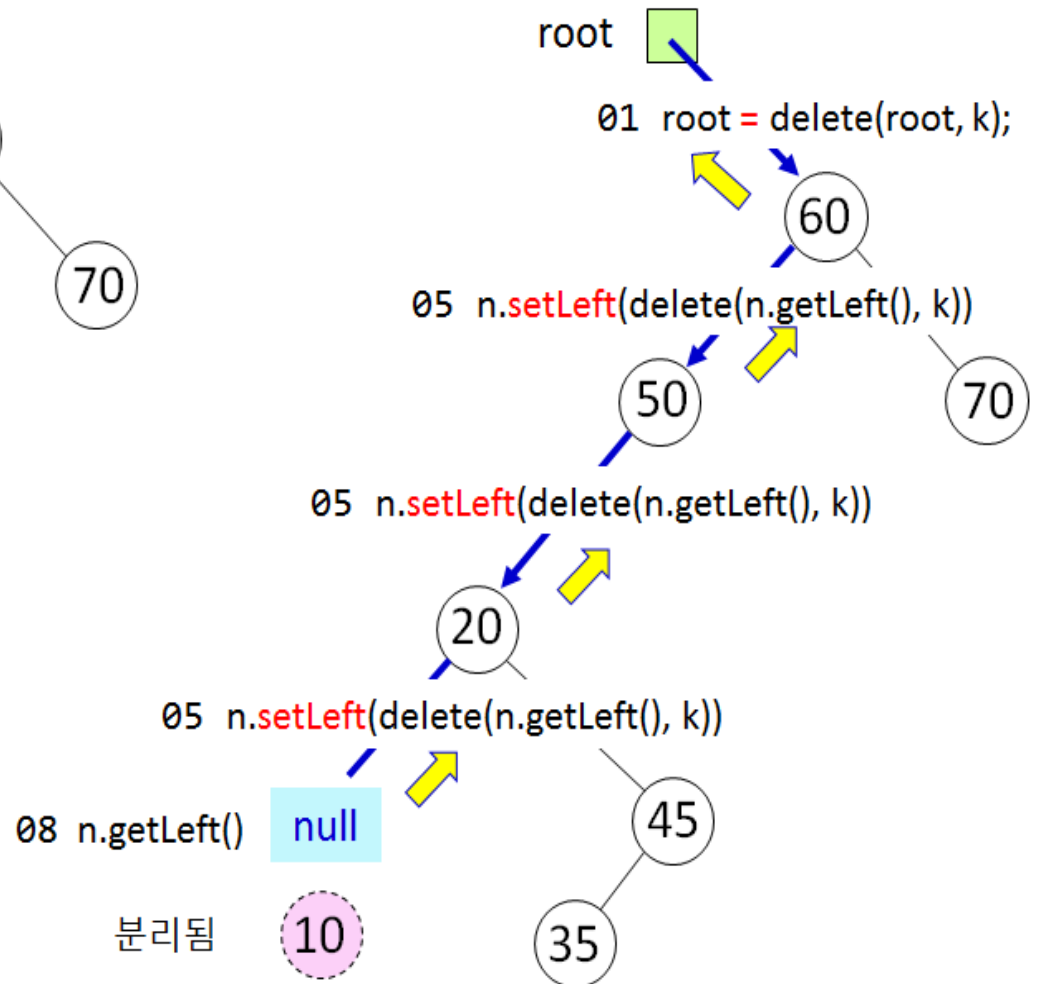 root
01 root = delete(root, k);
60
70
05 n.setLeft(delete(n.getLeft(), k))
50
70
05 n.setLeft(delete(n.getLeft(), k))
20
05 n.setLeft(delete(n.getLeft(), k))
08 n.getLeft() null
45
분리됨 10
35